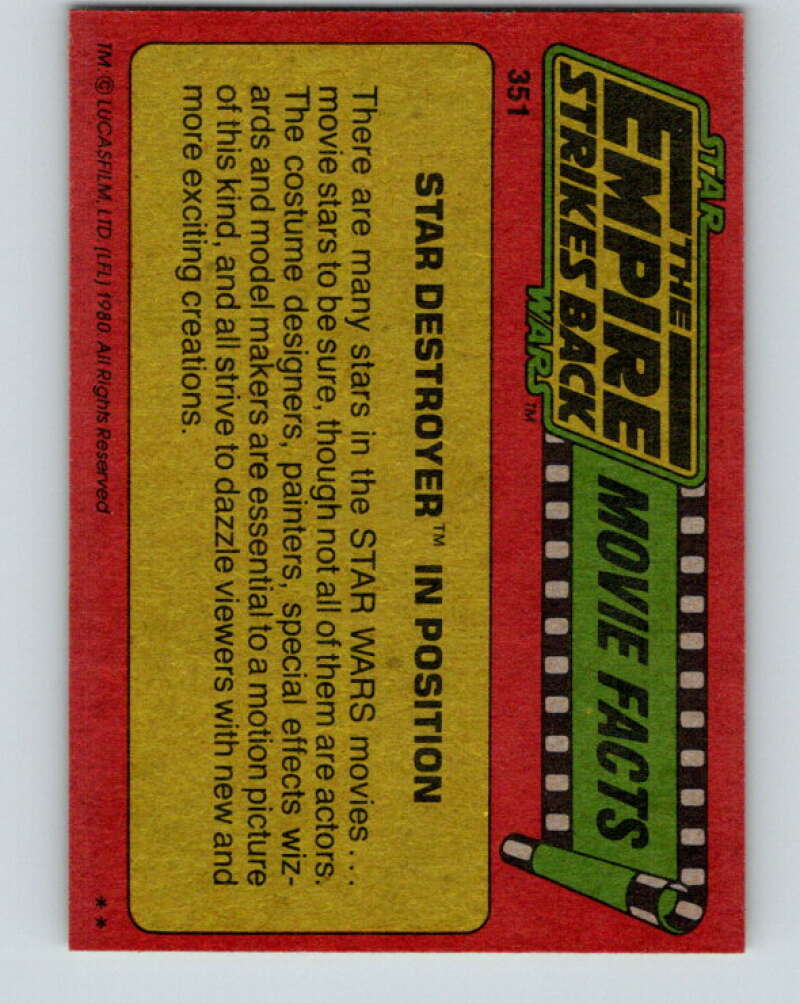 STAR
THE
EMPIRE
STRIKES BACK
WARS™
MOVIE FACTS
351
STAR DESTROYER™ IN POSITION
There are many stars in the STAR WARS movies . . .
movie stars to be sure, though not all of them are actors.
The costume designers, painters, special effects wiz-
ards and model makers are essential to a motion picture
of this kind, and all strive to dazzle viewers with new and
more exciting creations.
TM: © LUCASFILM, LTD. (LFL) 1980. All Rights Reserved
* *